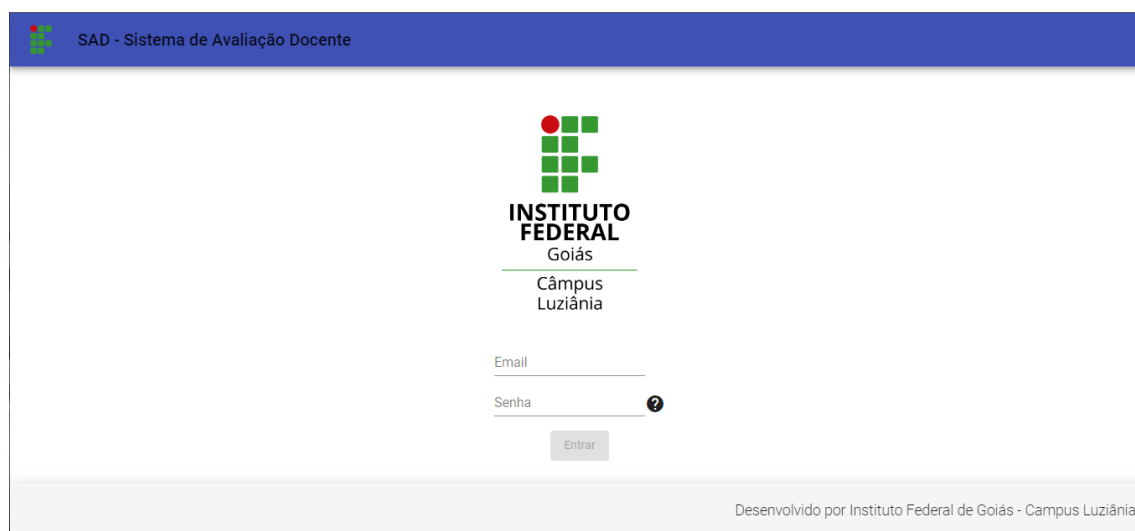 SAD - Sistema de Avaliação Docente
INSTITUTO
FEDERAL
Goiás
Câmpus
Luziânia
Email
Senha
?
Entrar
Desenvolvido por Instituto Federal de Goiás - Campus Luziânia